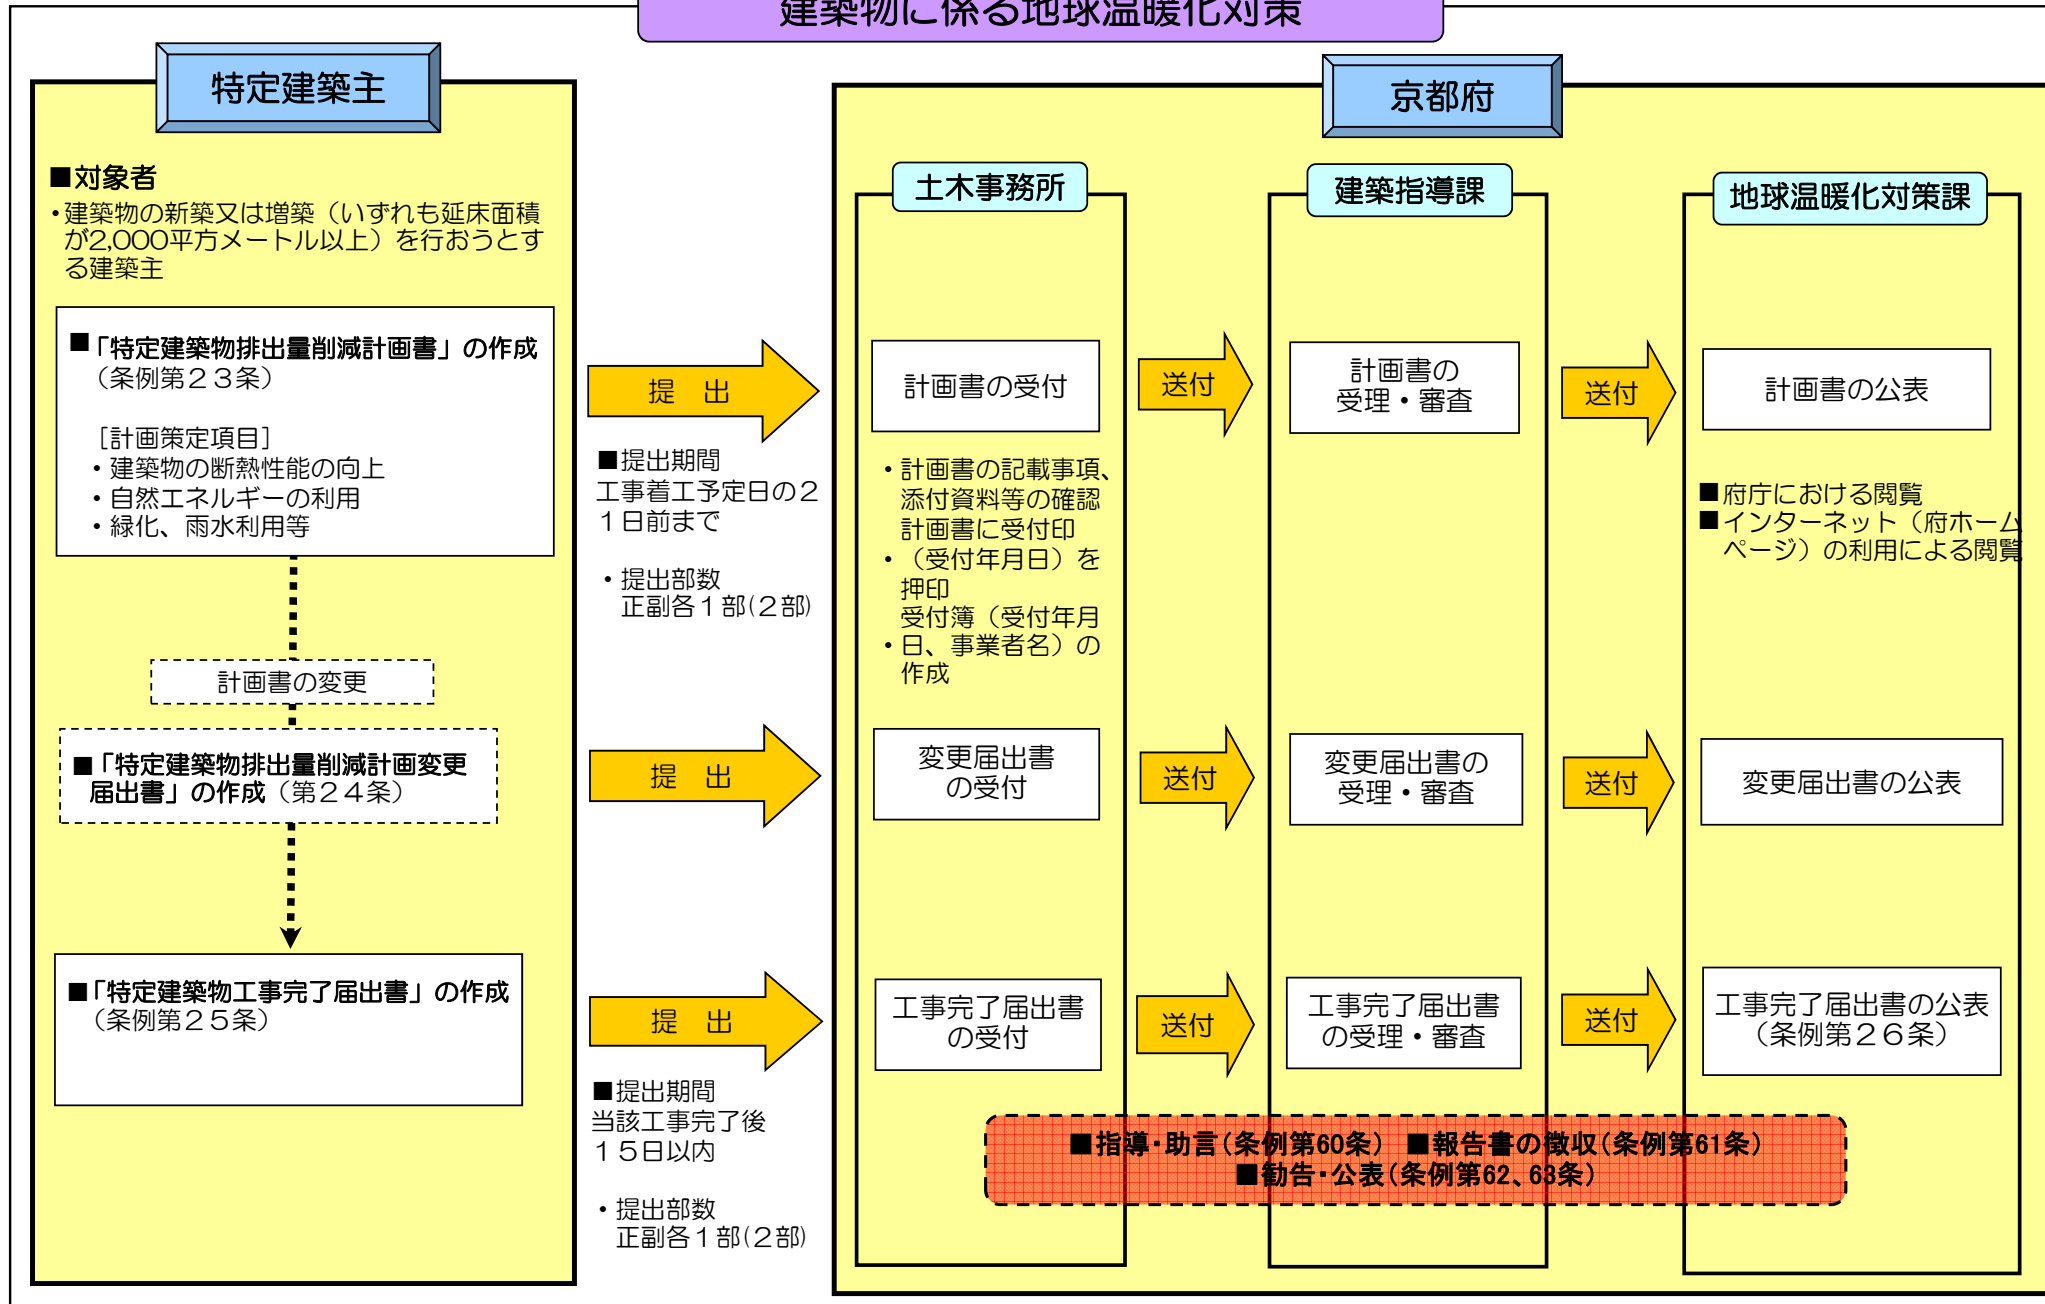 建築物に係る地球温暖化対策
特定建築主
■対象者
・建築物の新築又は増築（いずれも延床面積
が2,000平方メートル以上）を行おうとす
る建築主
■「特定建築物排出量削減計画書」の作成
（条例第２３条）
［計画策定項目］
・建築物の断熱性能の向上
・自然エネルギーの利用
・緑化、雨水利用等
計画書の変更
■「特定建築物排出量削減計画変更
届出書」の作成（第２４条）
■「特定建築物工事完了届出書」の作成
（条例第２５条）
提　出
■提出期間
工事着工予定日の２
１日前まで
・提出部数
正副各１部(２部)
提　出
提　出
■提出期間
当該工事完了後
１５日以内
・提出部数
正副各１部(２部)
京都府
土木事務所
計画書の受付
・計画書の記載事項、
添付資料等の確認
計画書に受付印
・（受付年月日）を
押印
受付簿（受付年月
・日、事業者名）の
作成
変更届出書
の受付
工事完了届出書
の受付
送付
送付
送付
建築指導課
計画書の
受理・審査
変更届出書の
受理・審査
工事完了届出書
の受理・審査
送付
送付
送付
地球温暖化対策課
計画書の公表
■府庁における閲覧
■インターネット（府ホーム
ページ）の利用による閲覧
変更届出書の公表
工事完了届出書の公表
（条例第２６条）
■指導・助言（条例第60条）　■報告書の徴収（条例第61条）
■勧告・公表（条例第62、63条）